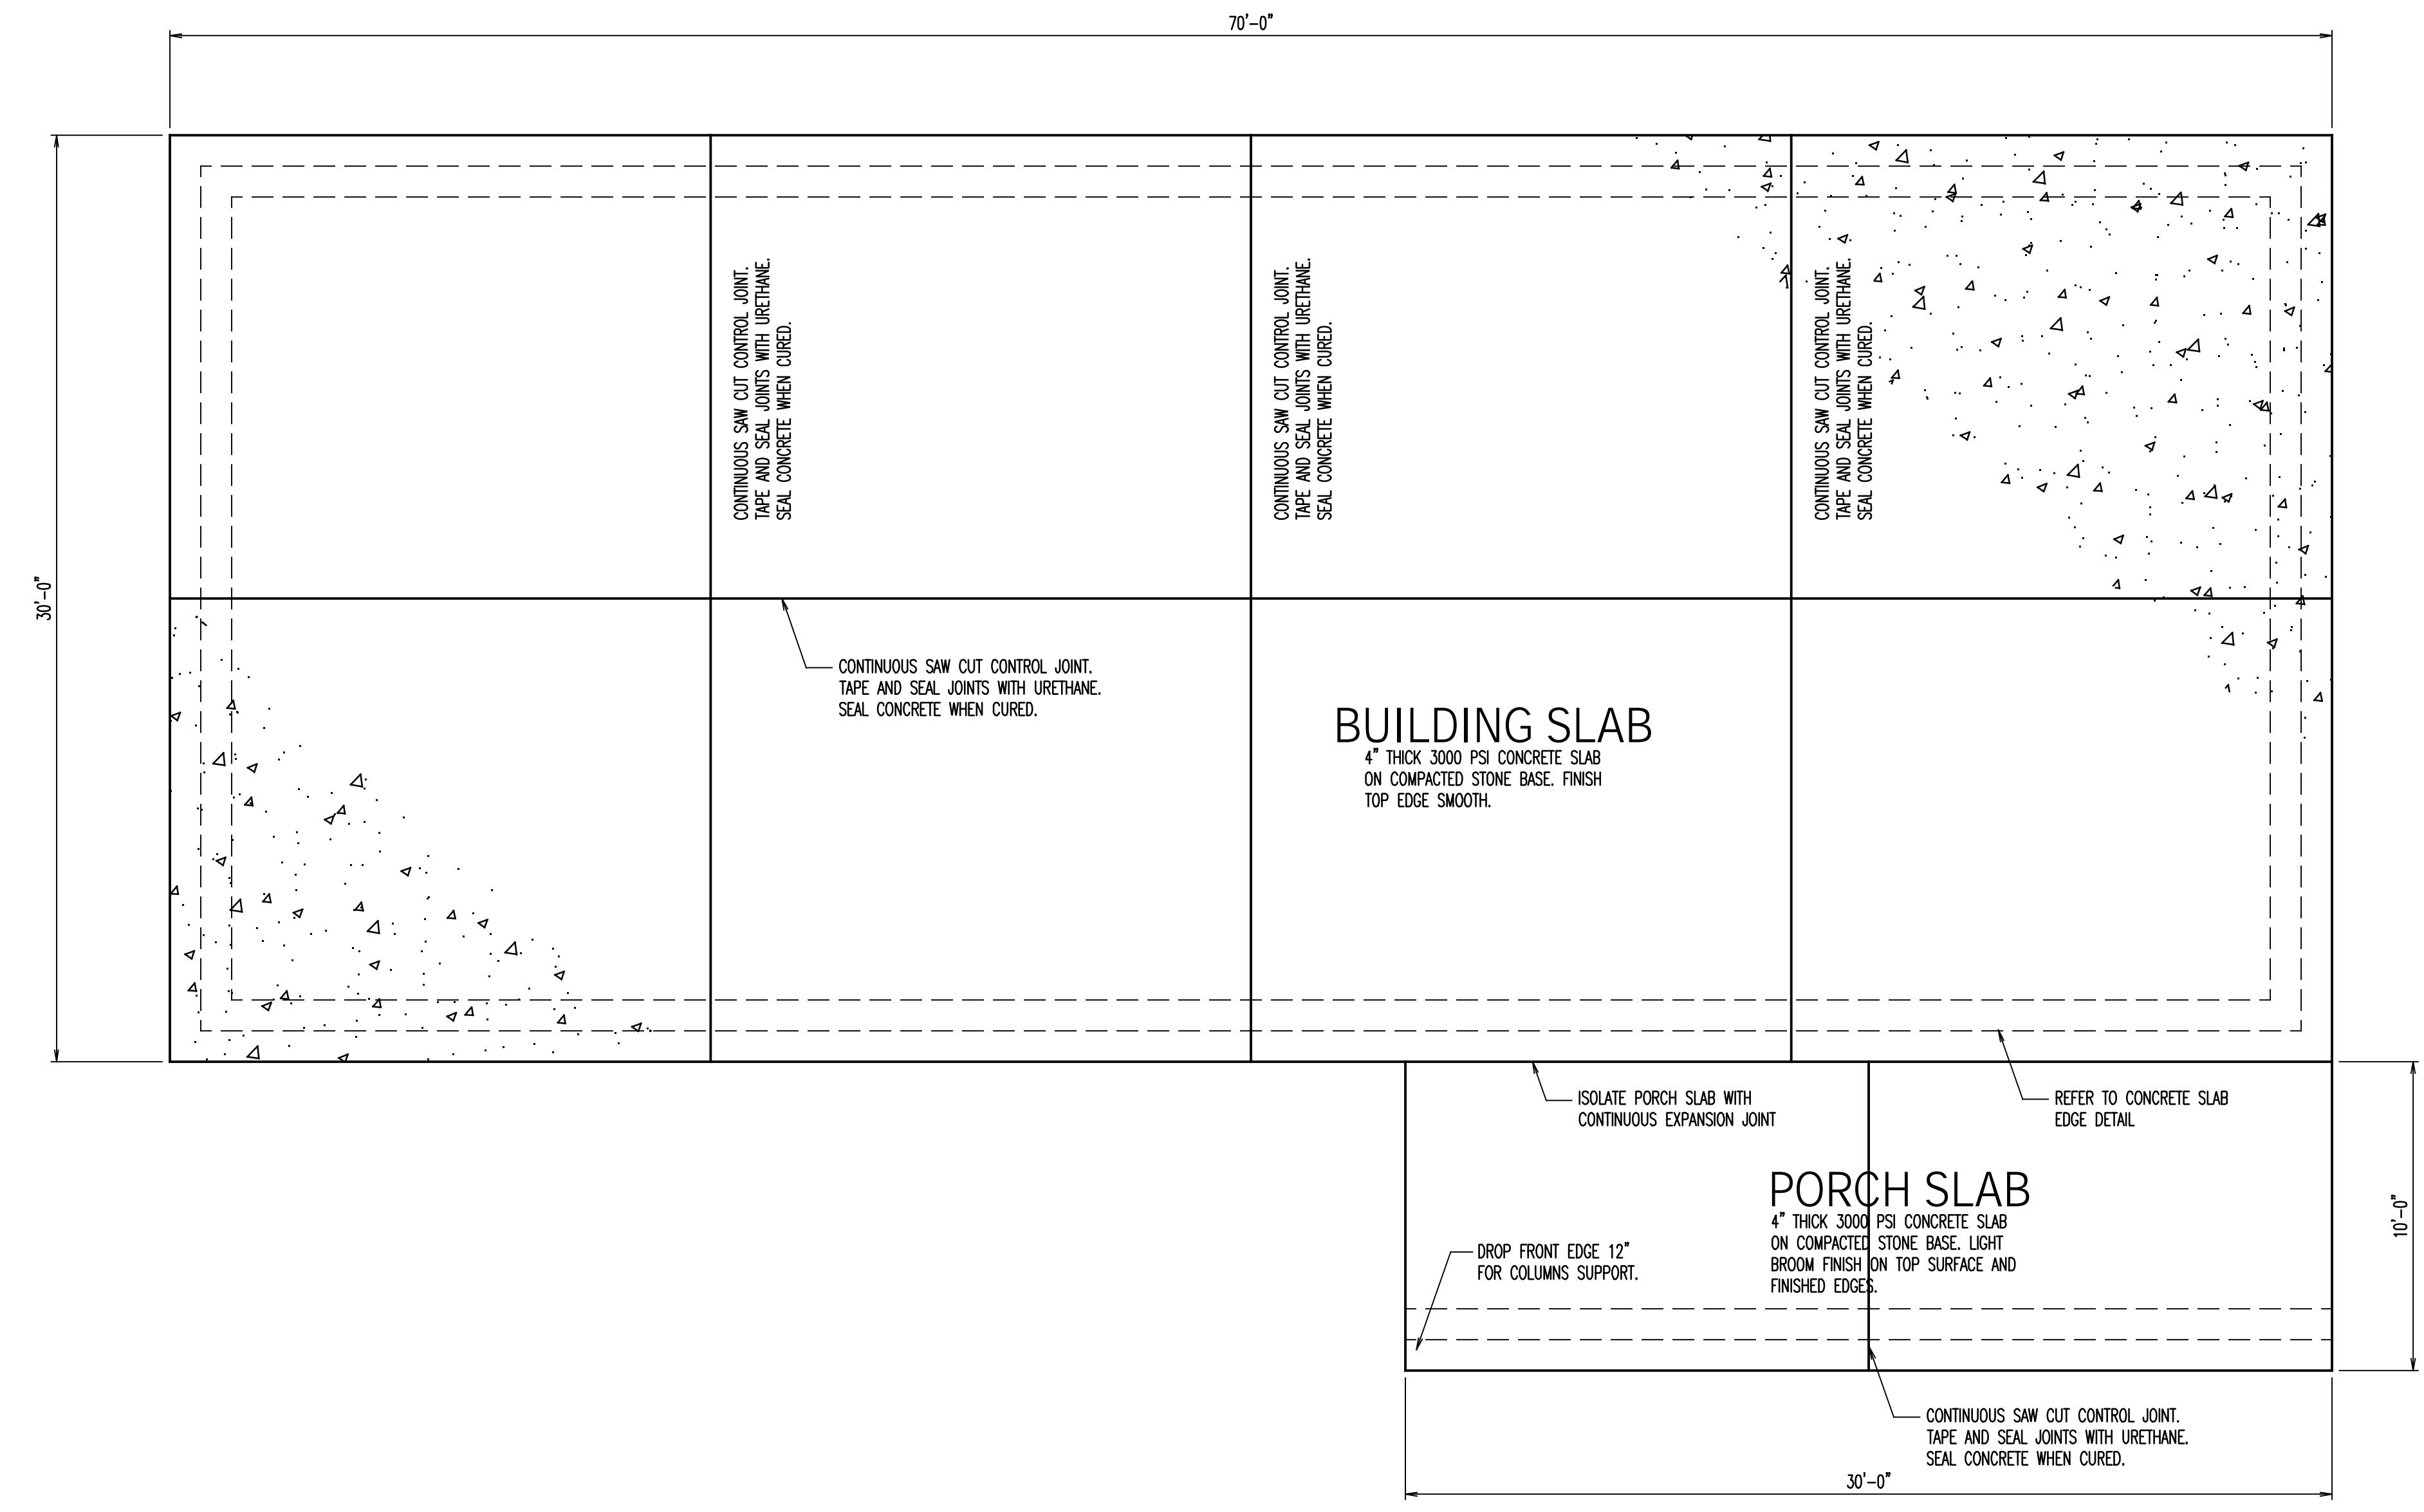 70'-0"
30'-0"
CONTINUOUS SAW CUT CONTROL JOINT.
TAPE AND SEAL JOINTS WITH URETHANE.
SEAL CONCRETE WHEN CURED.
CONTINUOUS SAW CUT CONTROL JOINT.
TAPE AND SEAL JOINTS WITH URETHANE.
SEAL CONCRETE WHEN CURED.
CONTINUOUS SAW CUT CONTROL JOINT.
TAPE AND SEAL JOINTS WITH URETHANE.
SEAL CONCRETE WHEN CURED.
CONTINUOUS SAW CUT CONTROL JOINT.
TAPE AND SEAL JOINTS WITH URETHANE.
SEAL CONCRETE WHEN CURED.
BUILDING SLAB
4" THICK 3000 PSI CONCRETE SLAB
ON COMPACTED STONE BASE. FINISH
TOP EDGE SMOOTH.
ISOLATE PORCH SLAB WITH
CONTINUOUS EXPANSION JOINT
REFER TO CONCRETE SLAB
EDGE DETAIL
PORCH SLAB
4" THICK 3000 PSI CONCRETE SLAB
ON COMPACTED STONE BASE. LIGHT
BROOM FINISH ON TOP SURFACE AND
FINISHED EDGES.
DROP FRONT EDGE 12"
FOR COLUMNS SUPPORT.
10'-0"
CONTINUOUS SAW CUT CONTROL JOINT.
TAPE AND SEAL JOINTS WITH URETHANE.
SEAL CONCRETE WHEN CURED.
30'-0"